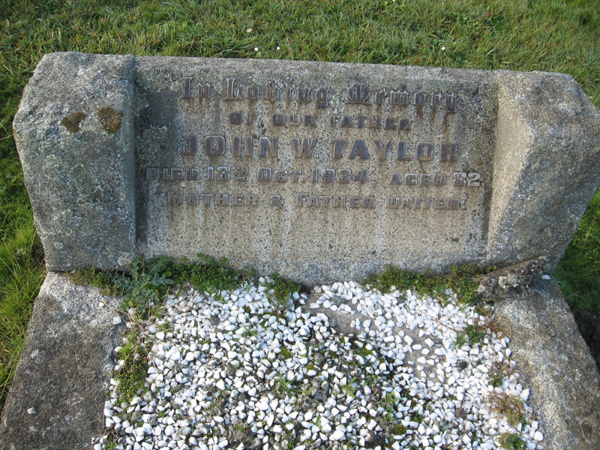 In Loving Memory
OF OUR FATHER
JOHN W TAYLOR
DIED 13TH OCT. 1934 AGED 82
MOTHER & FATHER UNITED.